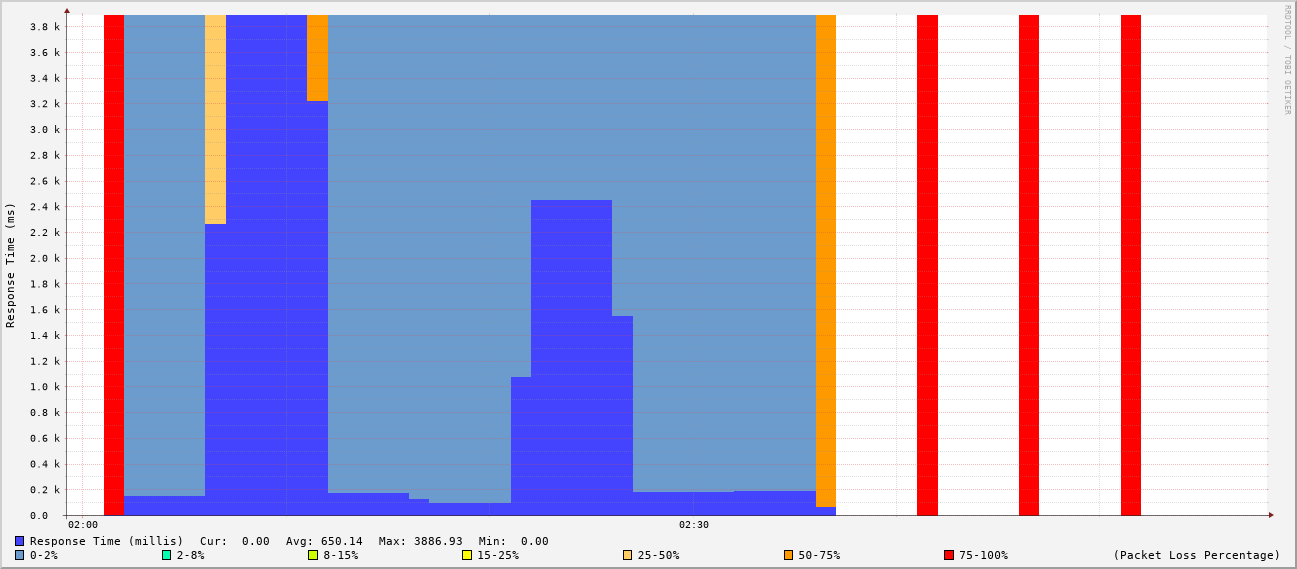 RRDTOOL / TOBI OETIKER
Response Time (ms)
3.8 k
3.6 k
3.4 k
3.2 k
3.0 k
2.8 k
2.6 k
2.4 k
2.2 k
2.0 k
1.8 k
1.6 k
1.4 k
1.2 k
1.0 k
0.8 k
0.6 k
0.4 k
0.2 k
0.0
02:00 02:30
Response Time (millis) Cur: 0.00 Avg: 650.14 Max: 3886.93 Min: 0.00
0-2% 2-8% 8-15% 15-25% 25-50% 50-75% 75-100% (Packet Loss Percentage)